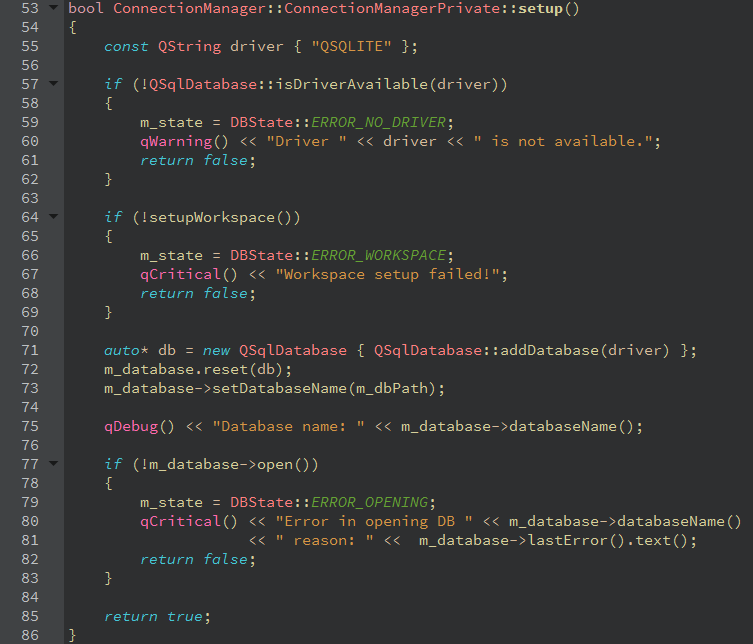 53 bool ConnectionManager::ConnectionManagerPrivate::setup()
54 {
55     const QString driver { "QSQLITE" };
56
57     if (!QSqlDatabase::isDriverAvailable(driver))
58     {
59         m_state = DBState::ERROR_NO_DRIVER;
60         qWarning() << "Driver " << driver << " is not available.";
61         return false;
62     }
63
64     if (!setupWorkspace())
65     {
66         m_state = DBState::ERROR_WORKSPACE;
67         qCritical() << "Workspace setup failed!";
68         return false;
69     }
70
71     auto* db = new QSqlDatabase { QSqlDatabase::addDatabase(driver) };
72     m_database.reset(db);
73     m_database->setDatabaseName(m_dbPath);
74
75     qDebug() << "Database name: " << m_database->databaseName();
76
77     if (!m_database->open())
78     {
79         m_state = DBState::ERROR_OPENING;
80         qCritical() << "Error in opening DB " << m_database->databaseName()
81                     << " reason: " <<  m_database->lastError().text();
82         return false;
83     }
84
85     return true;
86 }